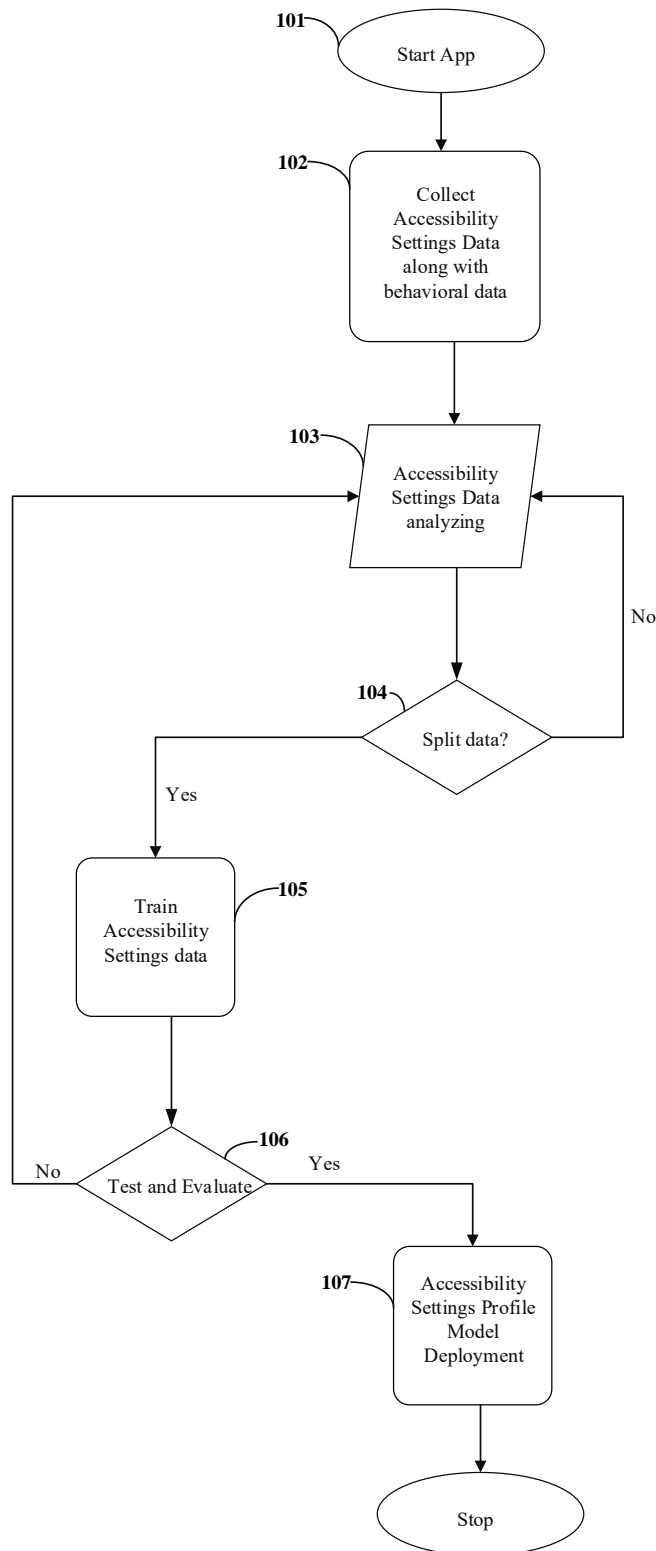 101
Start App
102
Collect
Accessibility
Settings Data
along with
behavioral data
103
Accessibility
Settings Data
analyzing
No
104
Split data?
Yes
105
Train
Accessibility
Settings data
106
No
Test and Evaluate
Yes
107
Accessibility
Settings Profile
Model
Deployment
Stop